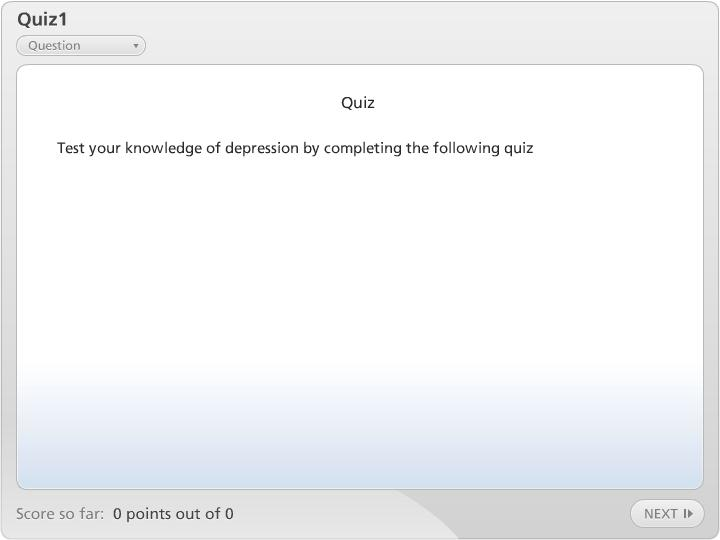 Quiz1
Question
Quiz
Test your knowledge of depression by completing the following quiz
Score so far: 0 points out of 0
NEXT